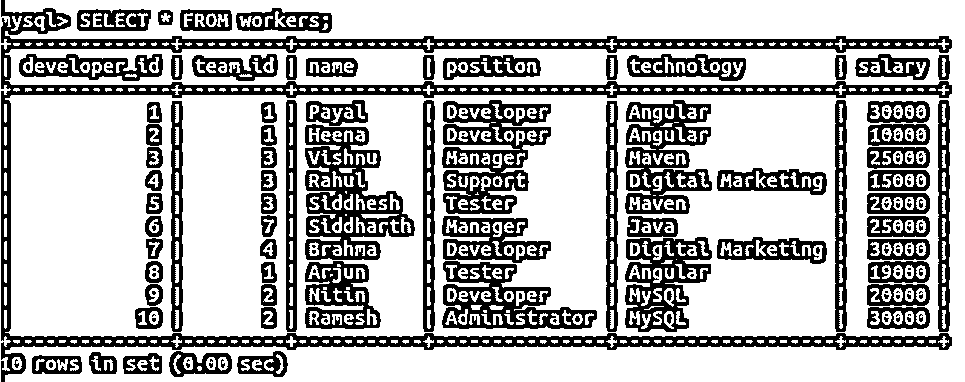 mysql> SELECT * FROM workers;
+--------------+---------+-----------+---------------+-------------------+--------+
| developer_id | team_id | name      | position      | technology        | salary |
+--------------+---------+-----------+---------------+-------------------+--------+
|            1 |       1 | Payal     | Developer     | Angular           |  30000 |
|            2 |       1 | Heena     | Developer     | Angular           |  10000 |
|            3 |       3 | Vishnu    | Manager       | Maven             |  25000 |
|            4 |       3 | Rahul     | Support       | Digital Marketing |  15000 |
|            5 |       3 | Siddhesh  | Tester        | Maven             |  20000 |
|            6 |       7 | Siddharth | Manager       | Java              |  25000 |
|            7 |       4 | Brahma    | Developer     | Digital Marketing |  30000 |
|            8 |       1 | Arjun     | Tester        | Angular           |  19000 |
|            9 |       2 | Nitin     | Developer     | MySQL             |  20000 |
|           10 |       2 | Ramesh    | Administrator | MySQL             |  30000 |
+--------------+---------+-----------+---------------+-------------------+--------+
10 rows in set (0.00 sec)